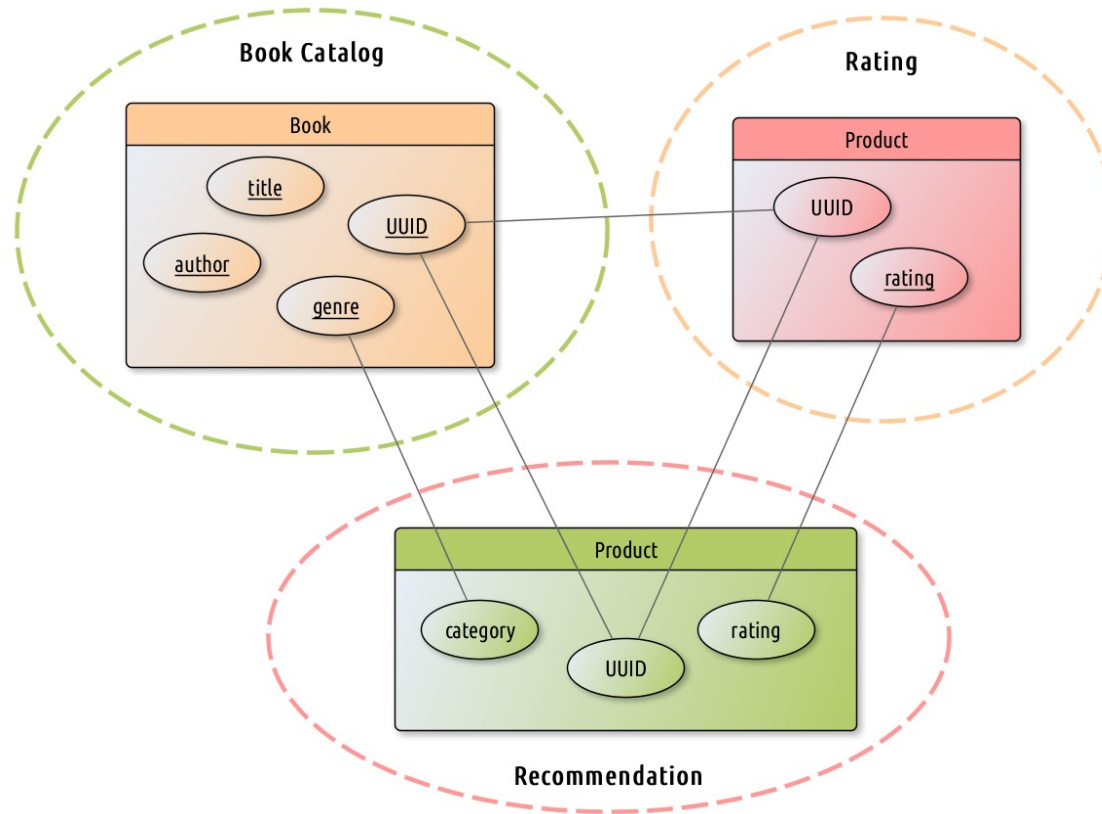 Book Catalog
Book
title
UUID
author
genre
Rating
Product
UUID
rating
Product
category
UUID
rating
Recommendation